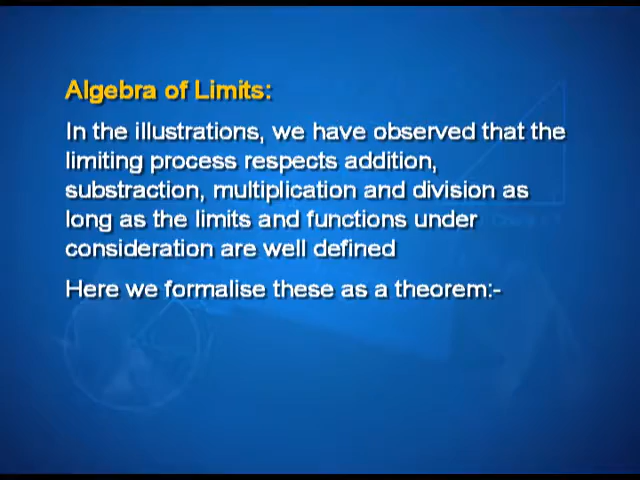 Algebra of Limits:
In the illustrations, we have observed that the
limiting process respects addition,
substraction, multiplication and division as
long as the limits and functions under
consideration are well defined
Here we formalise these as a theorem:-